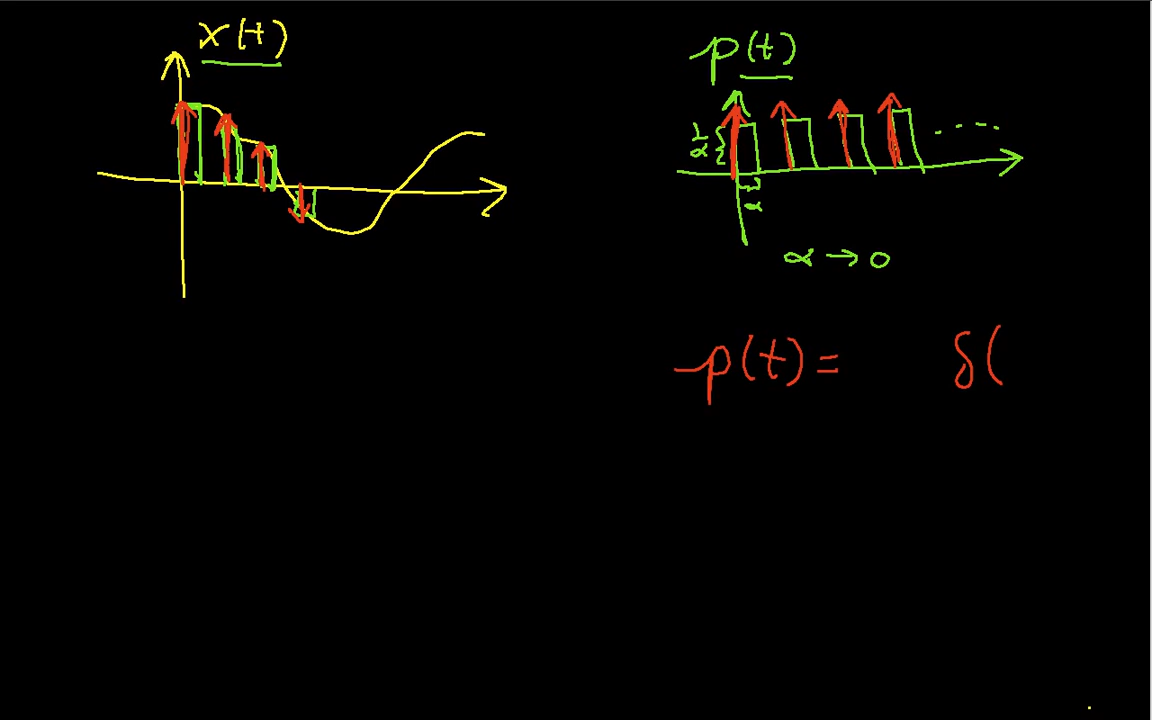 x(t)
p(t)
1/α
α
α → 0
p(t) = δ(